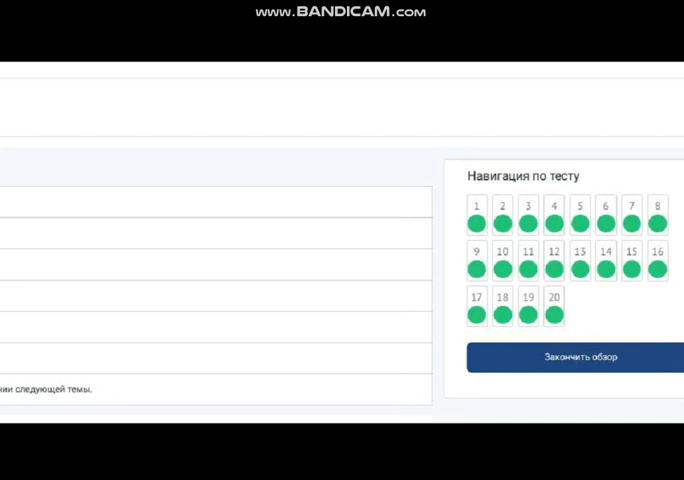 www.BANDICAM.com
Навигация по тесту
1 2 3 4 5 6 7 8
9 10 11 12 13 14 15 16
17 18 19 20
Закончить обзор
следующей темы.